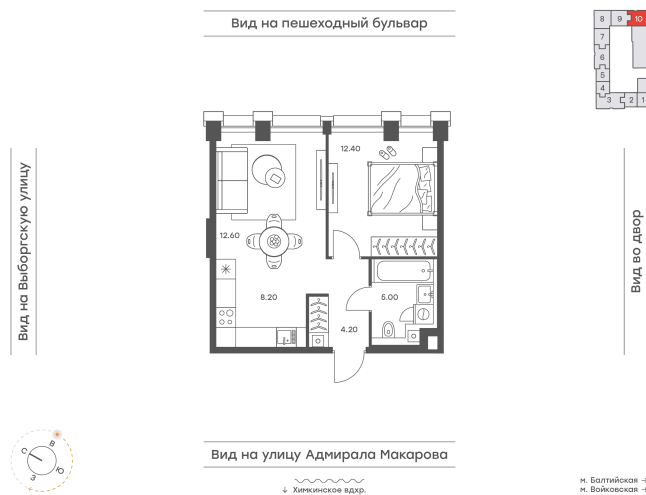 Вид на пешеходный бульвар
8
9
10
7
6
5
4
3
2
1
12.40
Вид на Выборгскую улицу
12.60
Вид во двор
8.20
5.00
4.20
Вид на улицу Адмирала Макарова
С
В
Ю
З
↓ Химкинское вдхр.
м. Балтийская
м. Войковская